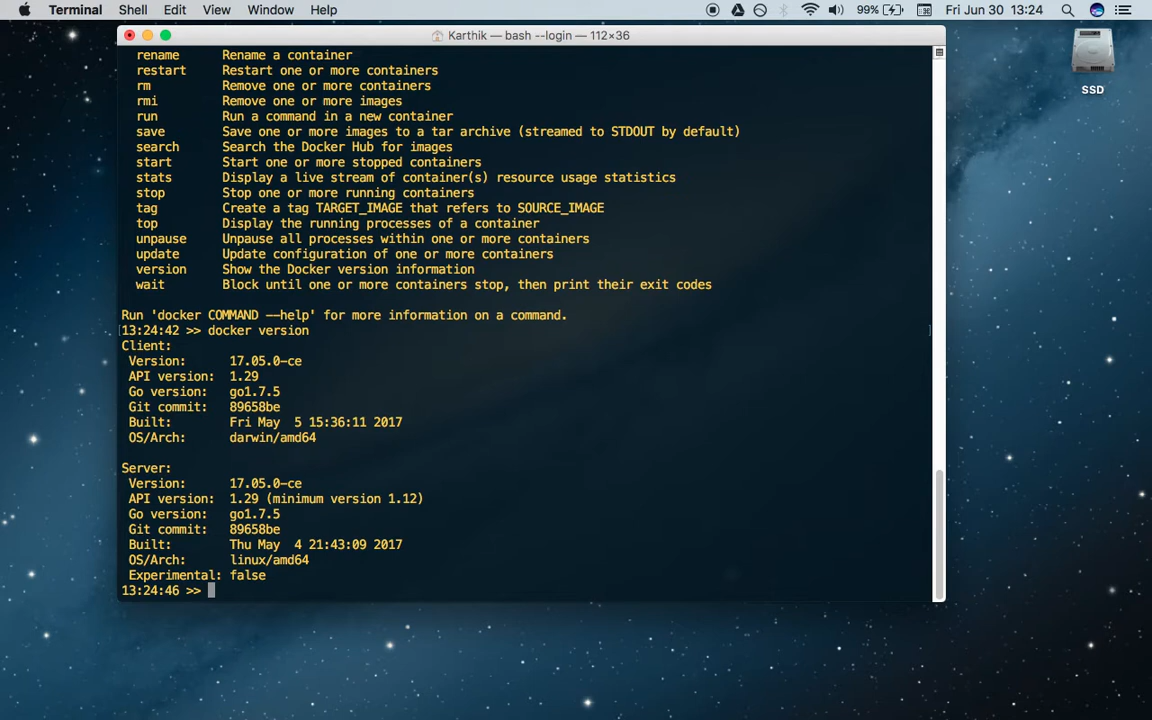 Terminal Shell Edit View Window Help 99% Fri Jun 30 13:24
Karthik — bash --login — 112×36
rename Rename a container
restart Restart one or more containers
rm Remove one or more containers
rmi Remove one or more images
run Run a command in a new container
save Save one or more images to a tar archive (streamed to STDOUT by default)
search Search the Docker Hub for images
start Start one or more stopped containers
stats Display a live stream of container(s) resource usage statistics
stop Stop one or more running containers
tag Create a tag TARGET_IMAGE that refers to SOURCE_IMAGE
top Display the running processes of a container
unpause Unpause all processes within one or more containers
update Update configuration of one or more containers
version Show the Docker version information
wait Block until one or more containers stop, then print their exit codes
Run 'docker COMMAND --help' for more information on a command.
[13:24:42 >> docker version ]
Client:
Version: 17.05.0-ce
API version: 1.29
Go version: go1.7.5
Git commit: 89658be
Built: Fri May 5 15:36:11 2017
OS/Arch: darwin/amd64
Server:
Version: 17.05.0-ce
API version: 1.29 (minimum version 1.12)
Go version: go1.7.5
Git commit: 89658be
Built: Thu May 4 21:43:09 2017
OS/Arch: linux/amd64
Experimental: false
13:24:46 >>
SSD